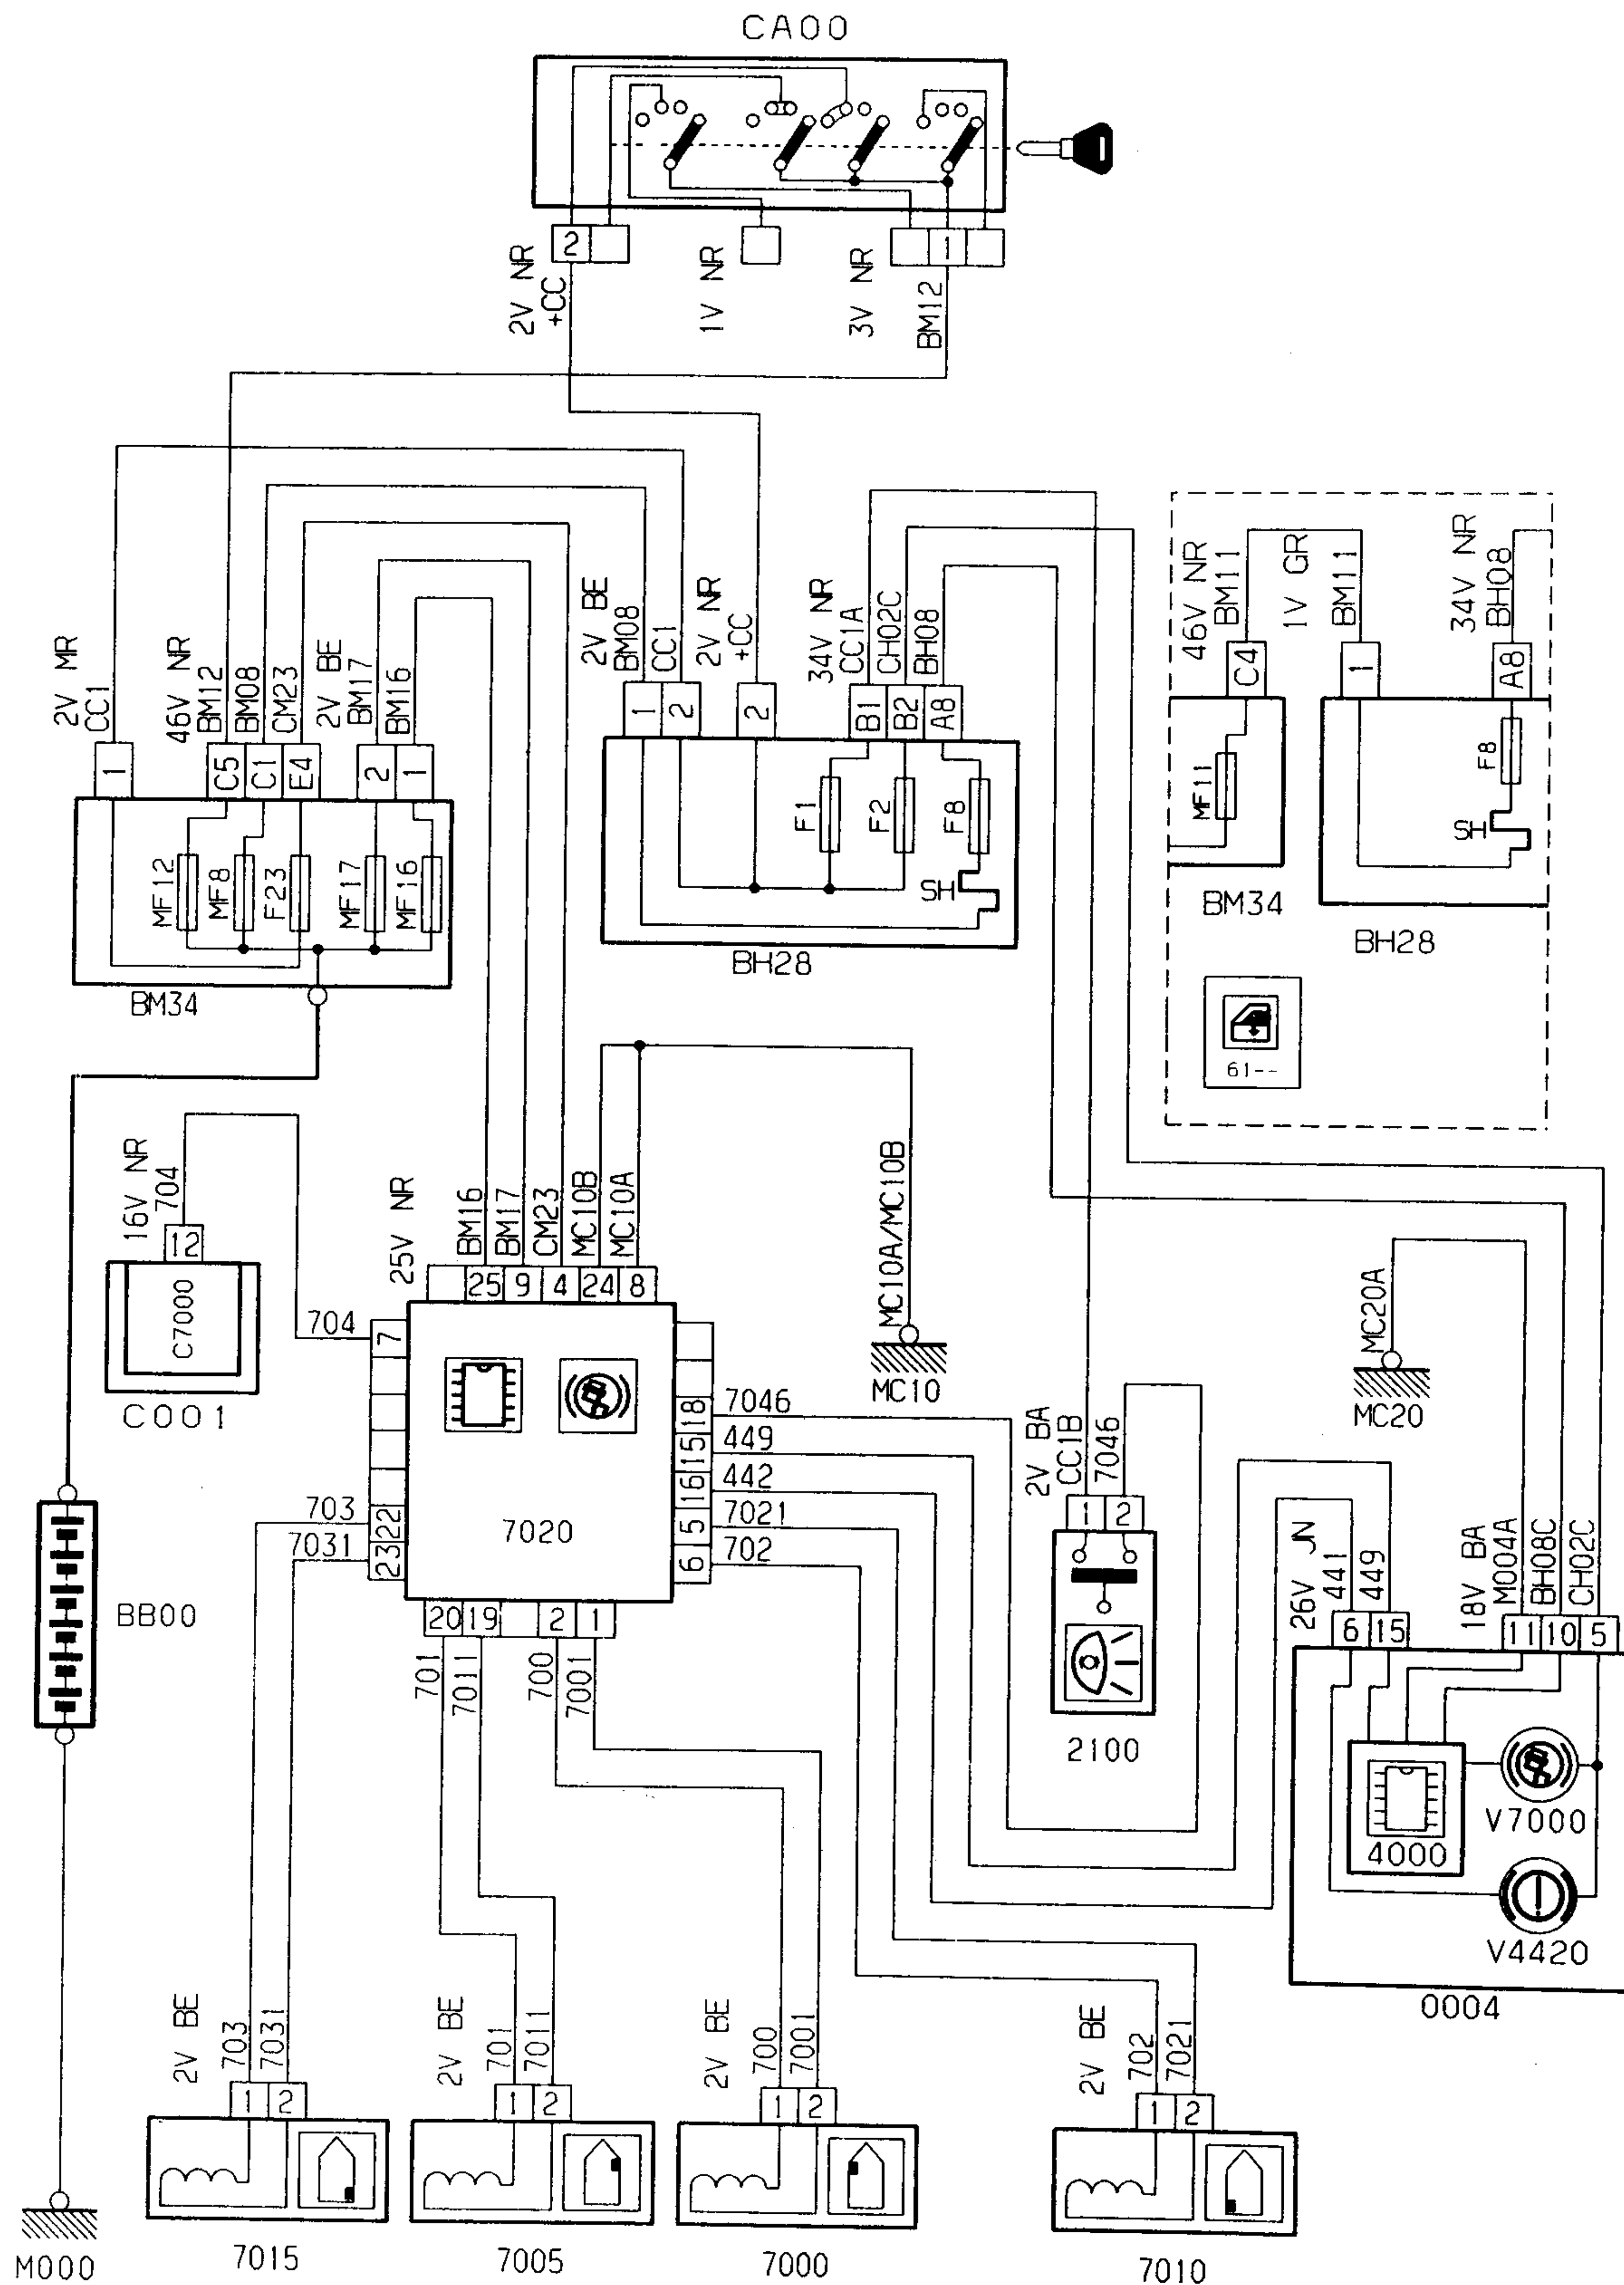 CA00
2
2V NR
+CC
1V NR
3V NR
1
BM12
2V MR
CC1
46V NR
BM12
BM08
CM23
2V BE
BM17
BM16
1
C5
C1
E4
2
1
MF12
MF8
F23
MF17
MF16
BM34
2V BE
BM08
CC1
2V NR
+CC
34V NR
CC1A
CH02C
BH08
1
2
2
B1
B2
A8
F1
F2
F8
SH
BH28
46V NR
BM11
1V GR
BM11
34V NR
BH08
C4
1
A8
MF11
F8
SH
BM34
BH28
61--
16V NR
704
12
C7000
C001
25V NR
BM16
BM17
CM23
MC10B
MC10A
25
9
4
24
8
MC10A/MC10B
MC10
704
7
703
22
7031
23
7020
18
7046
15
449
16
442
5
7021
6
702
20
19
2
1
701
7011
700
7001
BB00
M000
2V BA
CC1B
7046
1
2
2100
MC20A
MC20
26V JN
441
449
18V BA
M004A
BH08C
CH02C
6
15
11
10
5
4000
V7000
V4420
0004
2V BE
703
7031
1
2
7015
2V BE
701
7011
1
2
7005
2V BE
700
7001
1
2
7000
2V BE
702
7021
1
2
7010